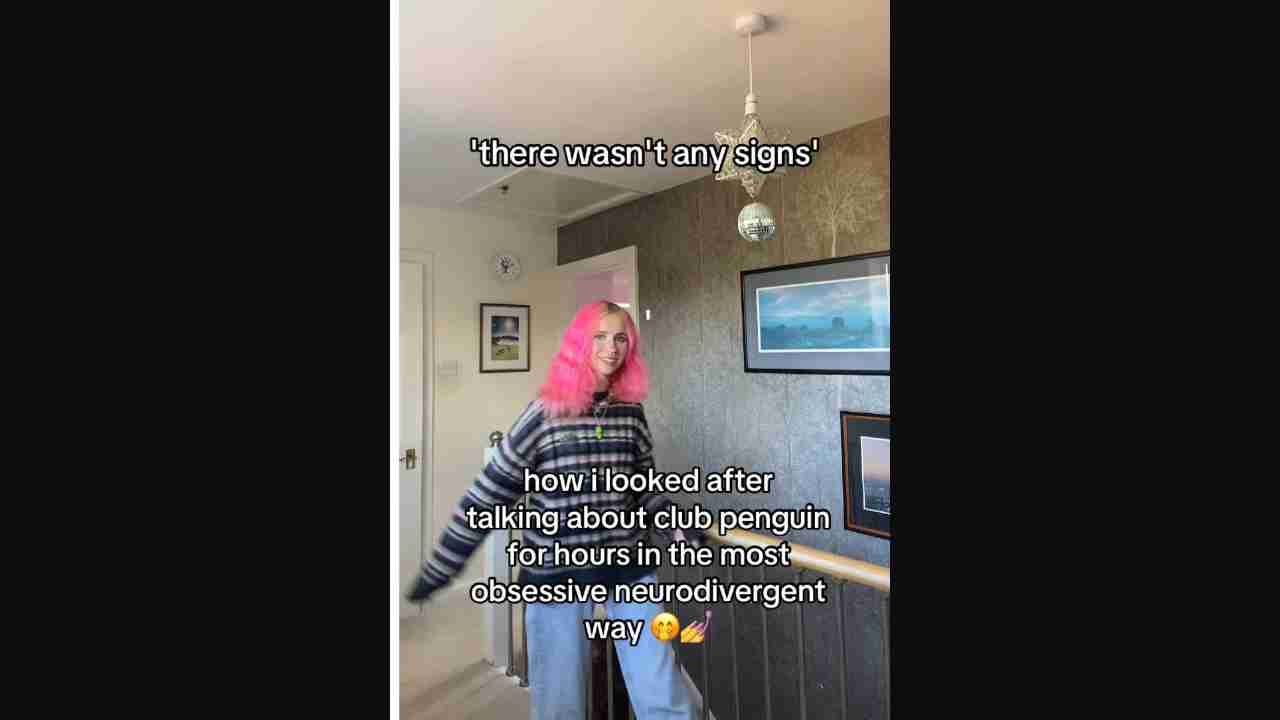 'there wasn't any signs'
how i looked after
talking about club penguin
for hours in the most
obsessive neurodivergent
way 🤭💅